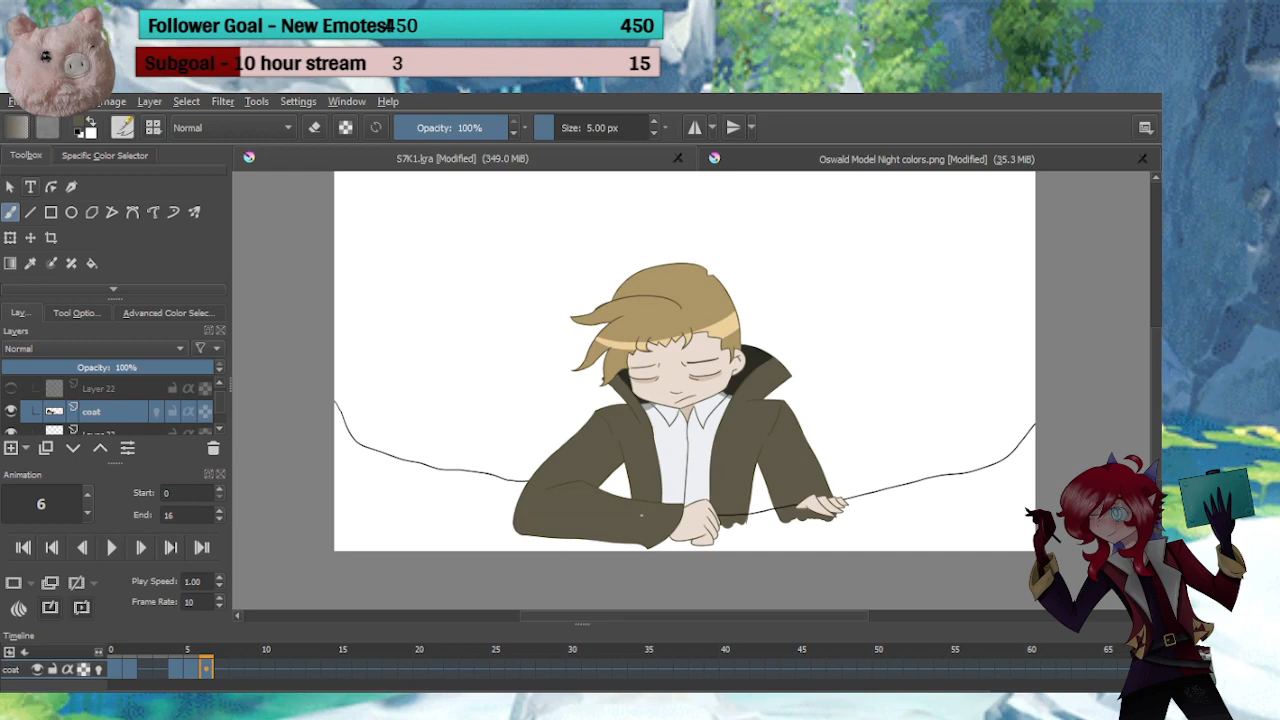 Follower Goal - New Emotes! 450 450
Subgoal - 10 hour stream 3 15
Layer Select Filter Tools Settings Window Help
Normal Opacity: 100% Size: 5.00 px
Toolbox Specific Color Selector
S7K1.kra [Modified] (349.0 MiB) Oswald Model Night colors.png [Modified] (35.3 MiB)
Lay... Tool Optio... Advanced Color Selec...
Layers
Normal
Opacity: 100%
Layer 22
coat
Animation
6 Start: 0
End: 16
Play Speed: 1.00
Frame Rate: 10
Timeline
0 5 10 15 20 25 30 35 40 45 50 55 60 65
coat